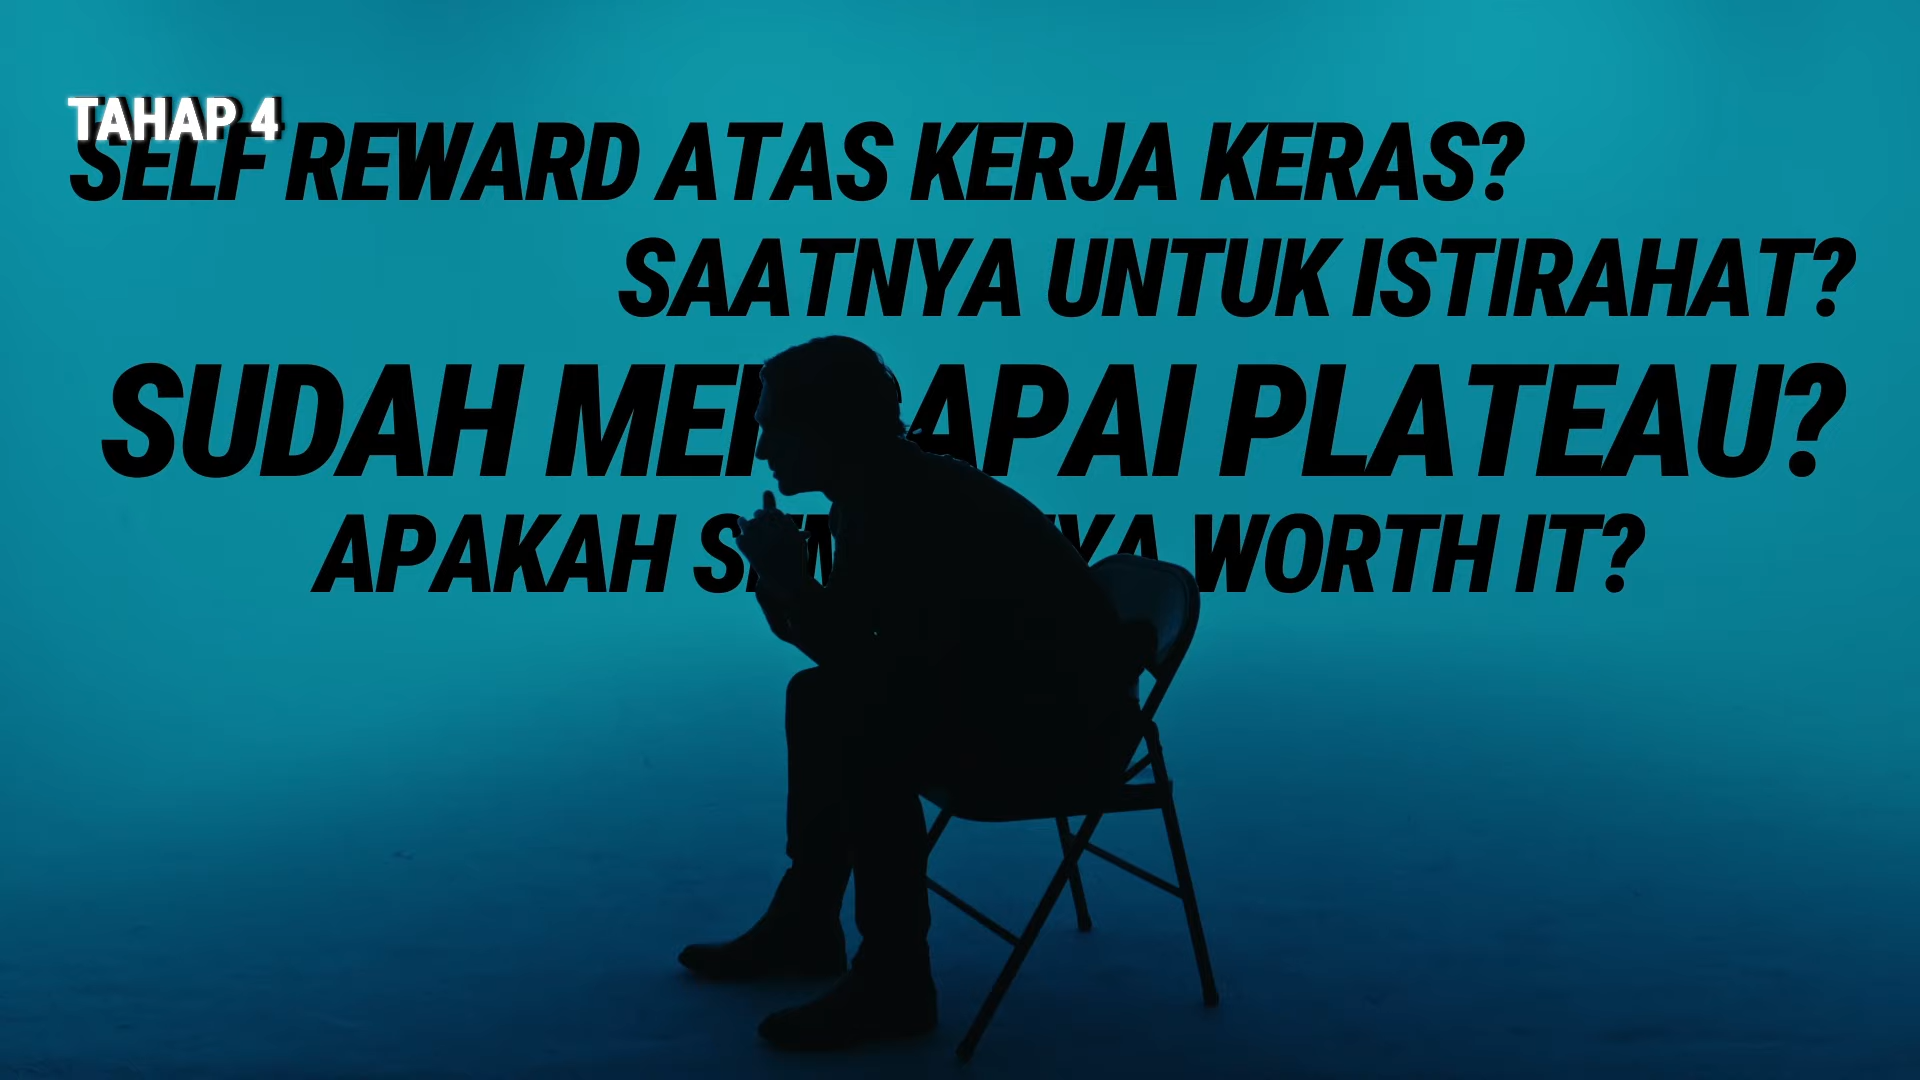 TAHAP 4
SELF REWARD ATAS KERJA KERAS?
SAATNYA UNTUK ISTIRAHAT?
SUDAH PLATEAU?
APAKAH WORTH IT?